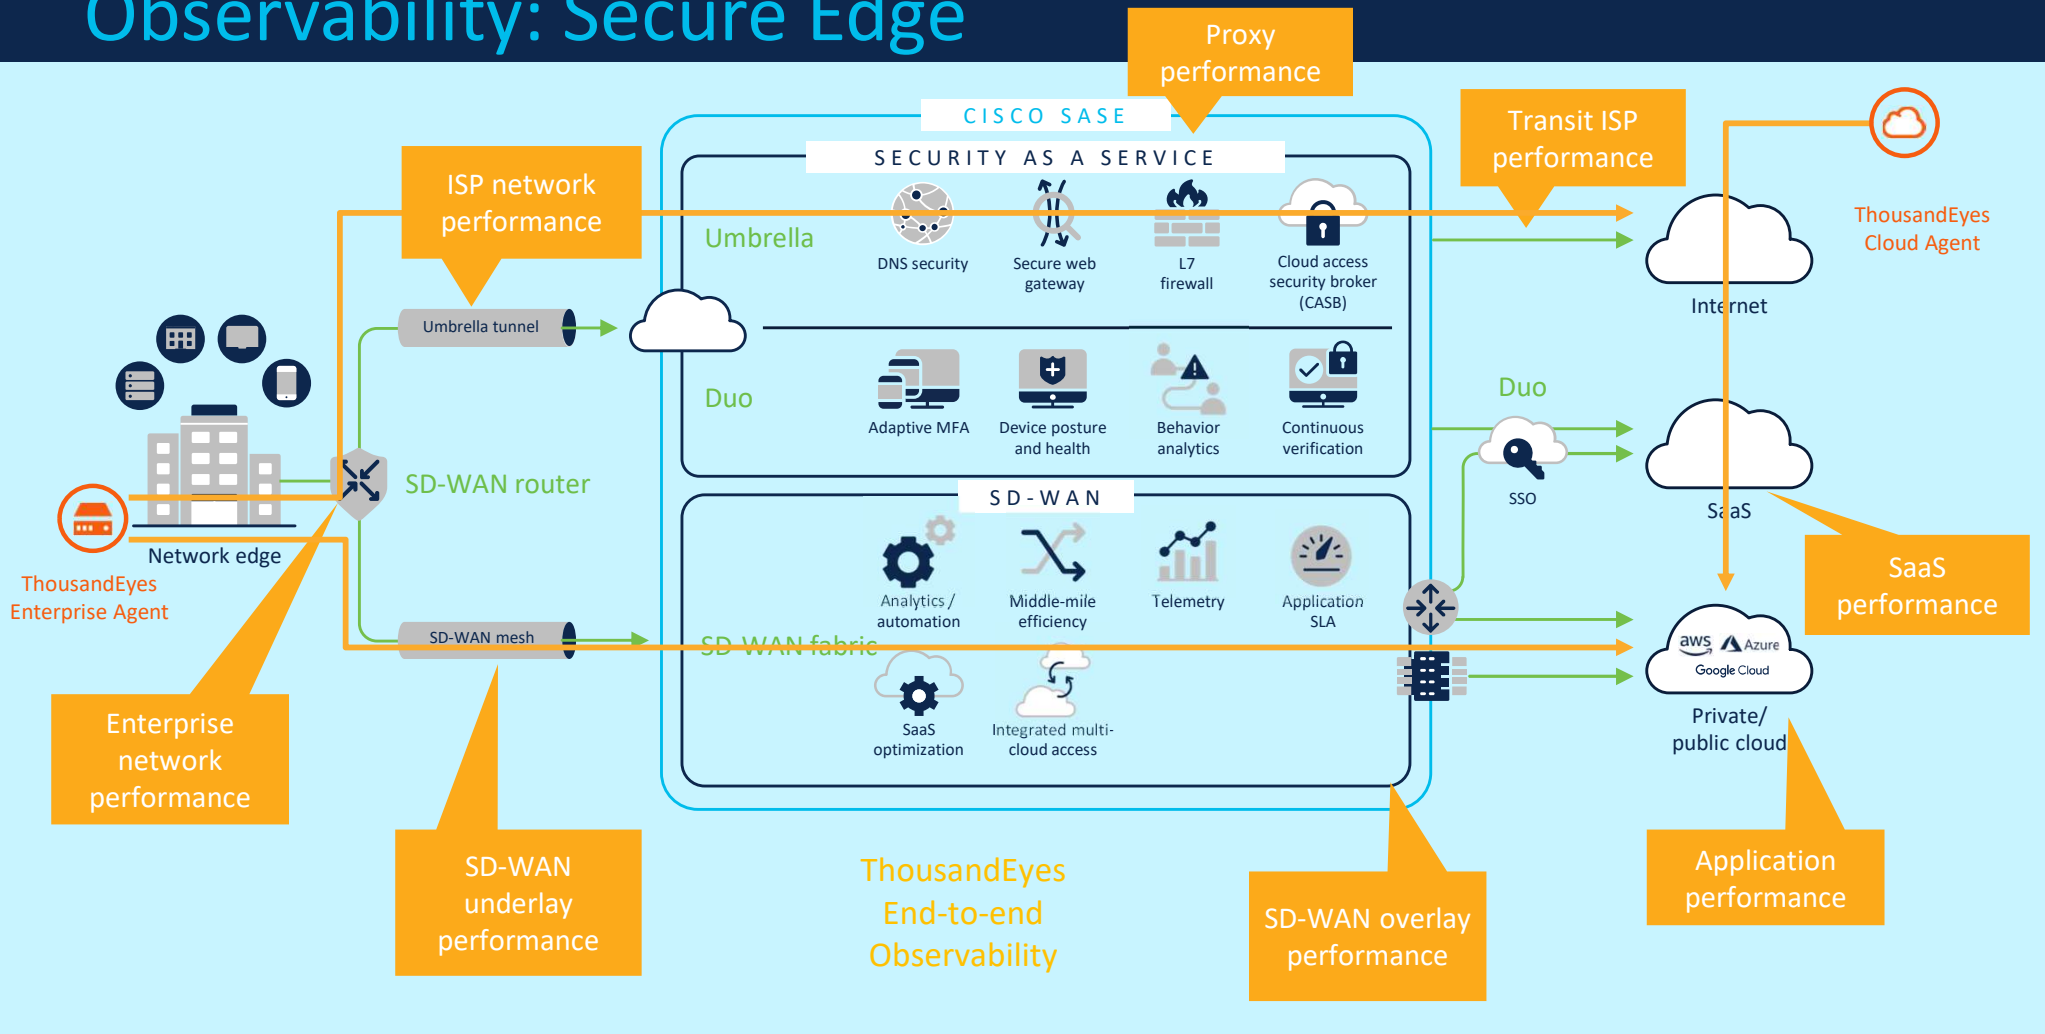 Observability: Secure Edge
Proxy
performance
CISCO SASE
SECURITY AS A SERVICE
Transit ISP
performance
ISP network
performance
ThousandEyes
Cloud Agent
Umbrella
DNS security
Secure web
gateway
L7
firewall
Cloud access
security broker
(CASB)
Internet
Umbrella tunnel
Duo
Adaptive MFA
Device posture
and health
Behavior
analytics
Continuous
verification
Duo
SSO
SaaS
SD-WAN router
SD-WAN
Network edge
ThousandEyes
Enterprise Agent
Analytics /
automation
Middle-mile
efficiency
Telemetry
Application
SLA
SaaS
performance
SD-WAN mesh
SD-WAN fabric
aws
Azure
Google Cloud
SaaS
optimization
Integrated multi-
cloud access
Private/
public cloud
Enterprise
network
performance
SD-WAN
underlay
performance
ThousandEyes
End-to-end
Observability
SD-WAN overlay
performance
Application
performance